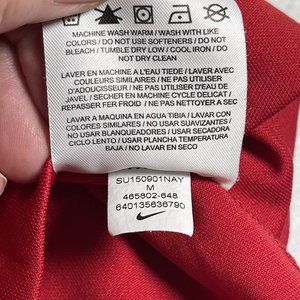 MACHINE WASH WARM / WASH WITH LIKE
COLORS / DO NOT USE SOFTENERS / DO NOT
BLEACH / TUMBLE DRY LOW / COOL IRON / DO
NOT DRY CLEAN
LAVER EN MACHINE A L'EAU TIEDE / LAVER AVEC
COULEURS SIMILAIRES / NE PAS UTILISER
D'ADOUCISSEUR / NE PAS UTILISER D'EAU DE
JAVEL / SECHER EN MACHINE CYCLE DELICAT /
REPASSER FER FROID / NE PAS NETTOYER A SEC
LAVAR A MAQUINA EN AGUA TIBIA / LAVAR CON
COLORES SIMILARES / NO USAR SUAVIZANTES /
NO USAR BLANQUEADORES / USAR SECADORA
CICLO LENTO / USAR PLANCHA TEMPERATURA
BAJA / NO LAVAR EN SECO
SU150901NAY
M
465802-648
640135636790